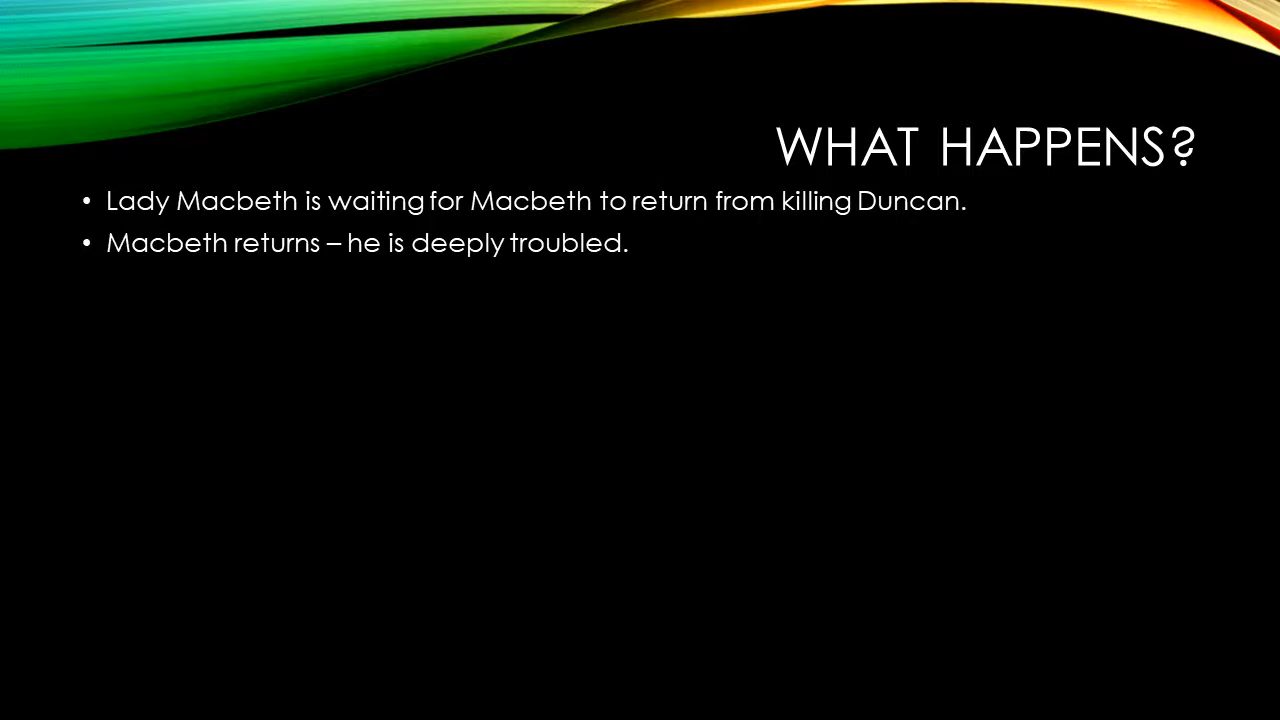 WHAT HAPPENS?
• Lady Macbeth is waiting for Macbeth to return from killing Duncan.
• Macbeth returns – he is deeply troubled.